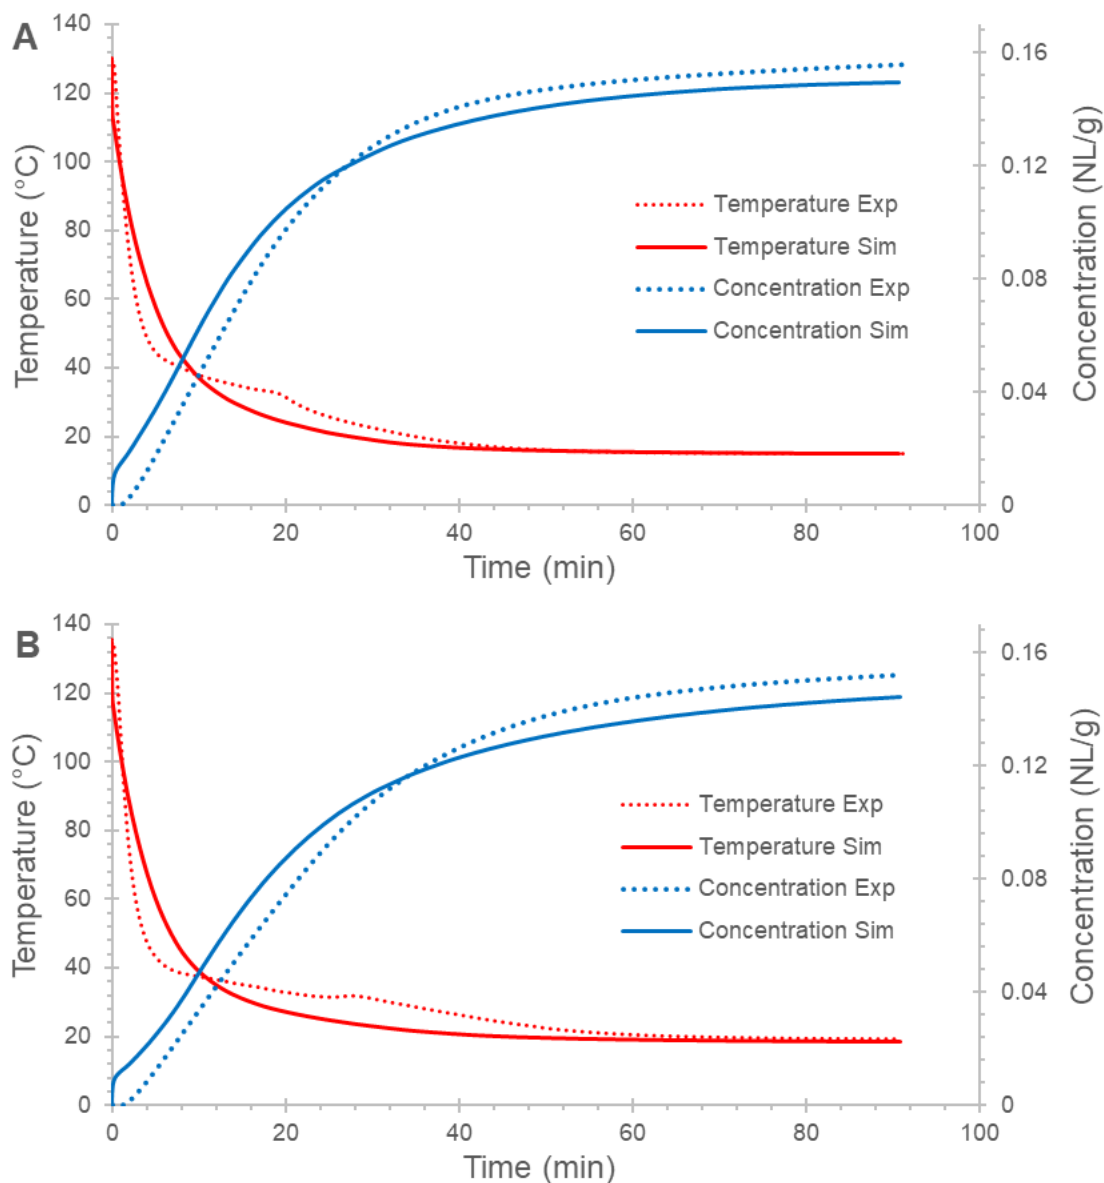 A
140
120
100
80
60
40
20
0
Temperature (°C)
0.16
0.12
0.08
0.04
0
Concentration (NL/g)
Temperature Exp
Temperature Sim
Concentration Exp
Concentration Sim
0 20 40 60 80 100
Time (min)
B
140
120
100
80
60
40
20
0
Temperature (°C)
0.16
0.12
0.08
0.04
0
Concentration (NL/g)
Temperature Exp
Temperature Sim
Concentration Exp
Concentration Sim
0 20 40 60 80 100
Time (min)